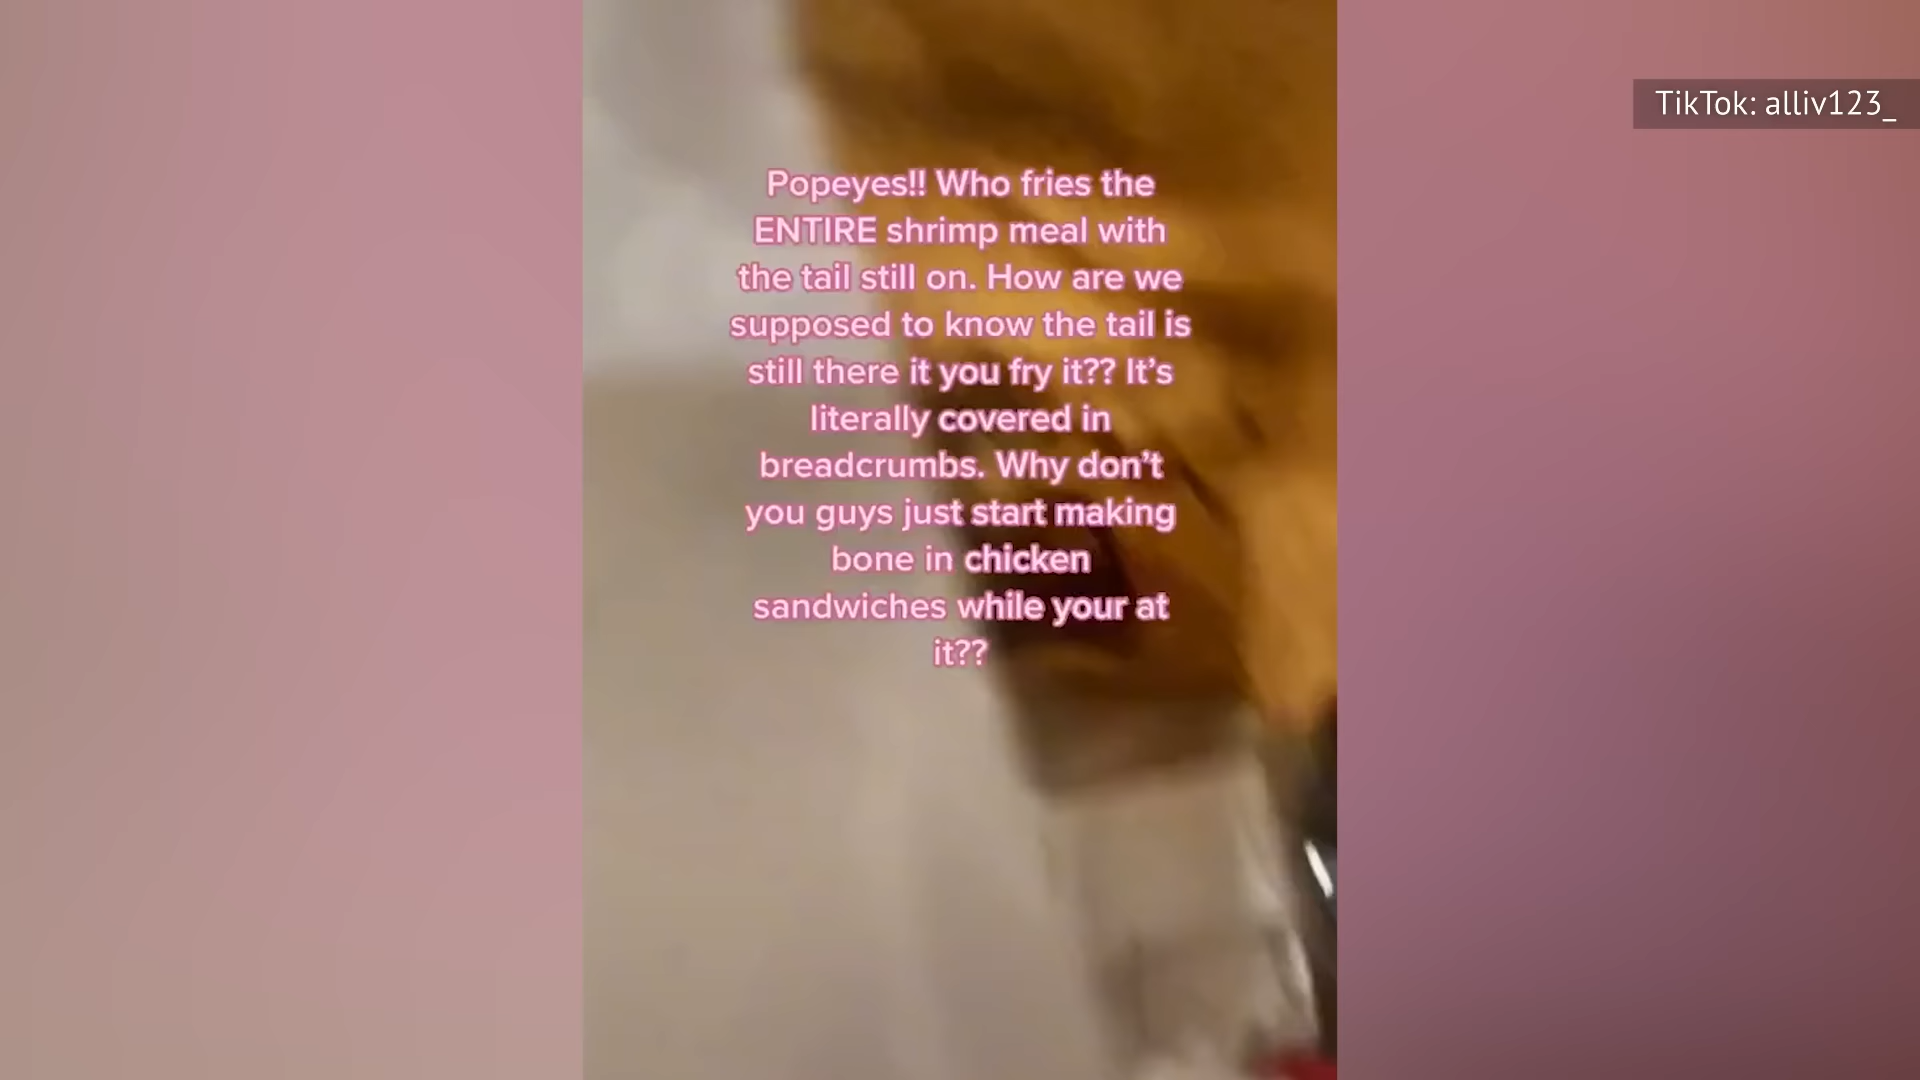 TikTok: alliv123_
Popeyes!! Who fries the
ENTIRE shrimp meal with
the tail still on. How are we
supposed to know the tail is
still there it you fry it?? It's
literally covered in
breadcrumbs. Why don't
you guys just start making
bone in chicken
sandwiches while your at
it??